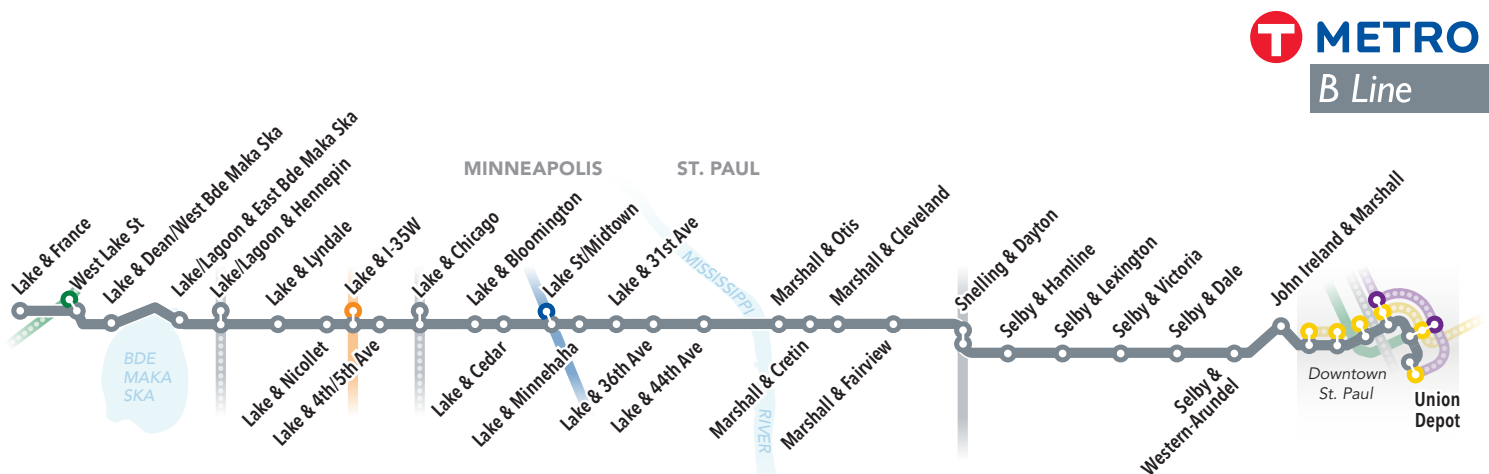 T METRO
B Line
MINNEAPOLIS
ST. PAUL
Lake & France
West Lake St
Lake & Dean/West Bde Maka Ska
Lake/Lagoon & East Bde Maka Ska
Lake/Lagoon & Hennepin
Lake & Lyndale
Lake & Nicollet
Lake & I-35W
Lake & 4th/5th Ave
Lake & Chicago
Lake & Bloomington
Lake & Cedar
Lake St/Midtown
Lake & Minnehaha
Lake & 31st Ave
Lake & 36th Ave
Lake & 44th Ave
Marshall & Otis
Marshall & Cretin
Marshall & Cleveland
Marshall & Fairview
Snelling & Dayton
Selby & Hamline
Selby & Lexington
Selby & Victoria
Selby & Dale
Selby &
Western-Arundel
John Ireland & Marshall
Downtown
St. Paul
Union
Depot
BDE
MAKA
SKA
MISSISSIPPI
RIVER